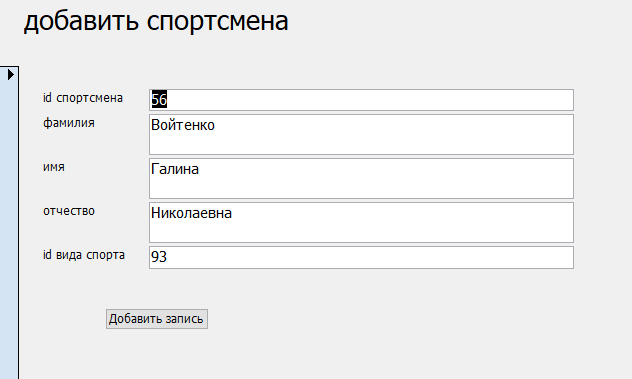 добавить спортсмена
id спортсмена 56
фамилия Войтенко
имя Галина
отчество Николаевна
id вида спорта 93
Добавить запись